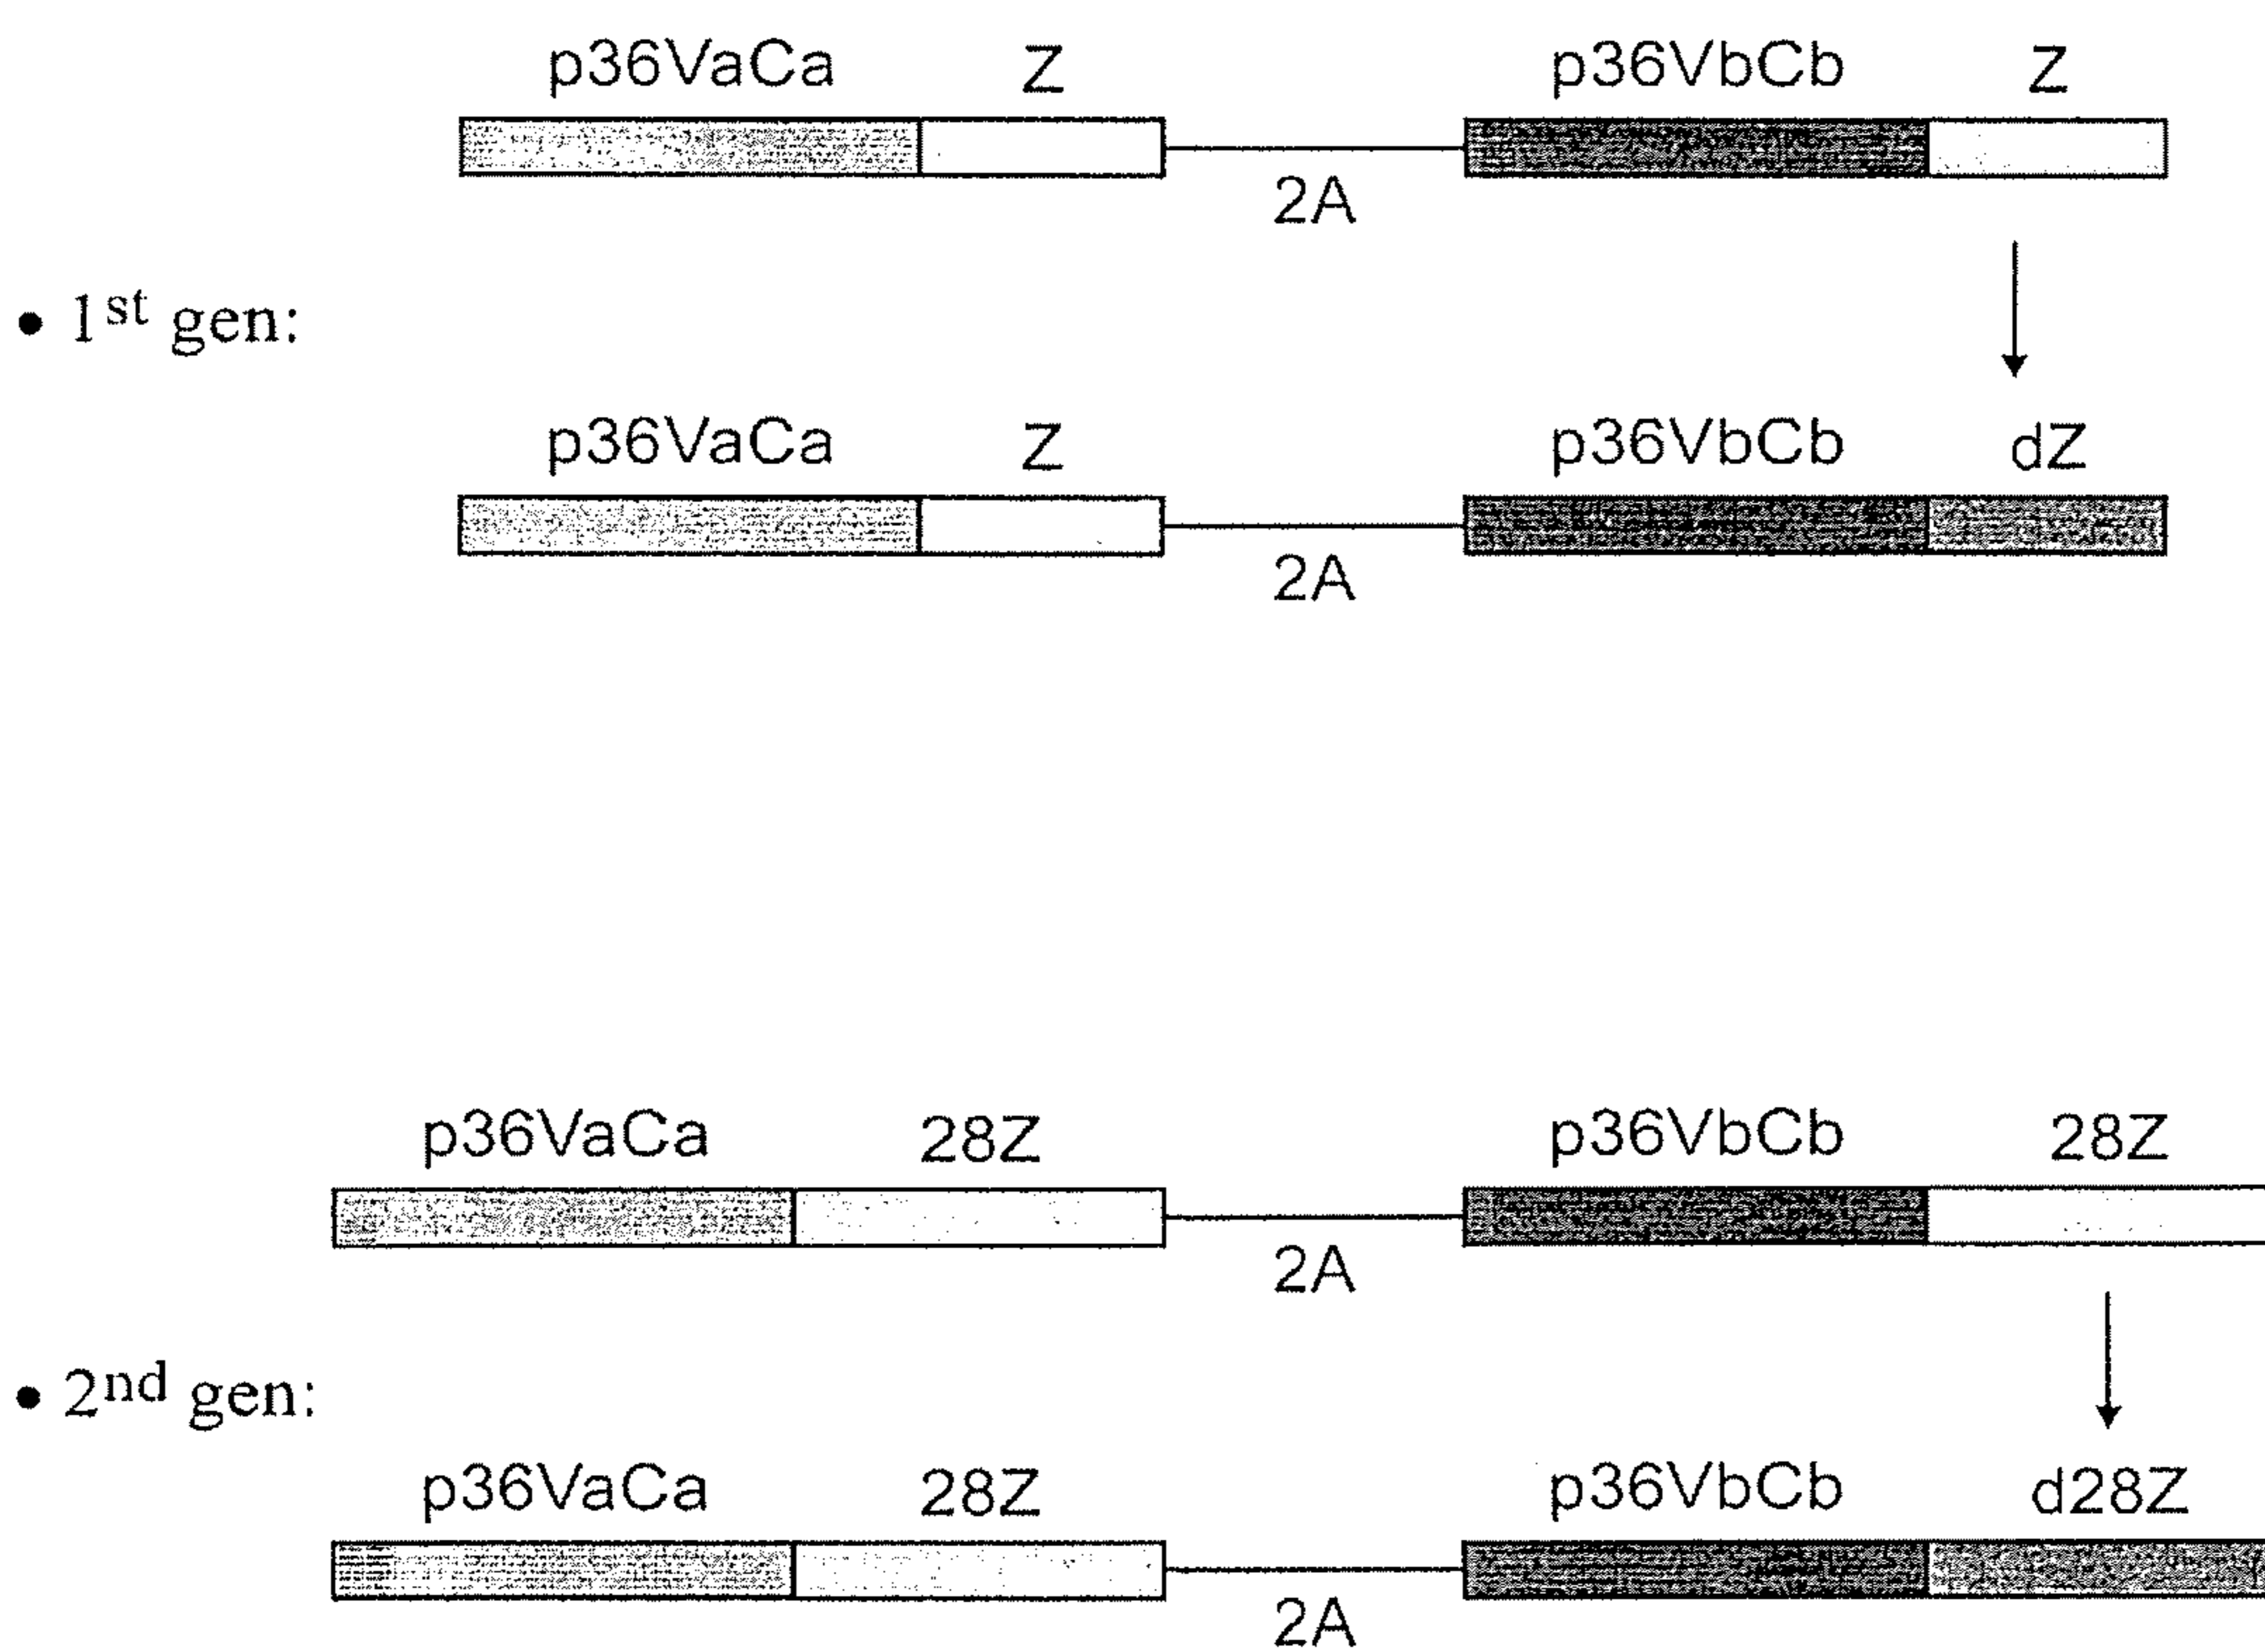 p36VaCa Z p36VbCb Z
2A
• 1st gen:
p36VaCa Z p36VbCb dZ
2A
p36VaCa 28Z p36VbCb 28Z
2A
• 2nd gen:
p36VaCa 28Z p36VbCb d28Z
2A